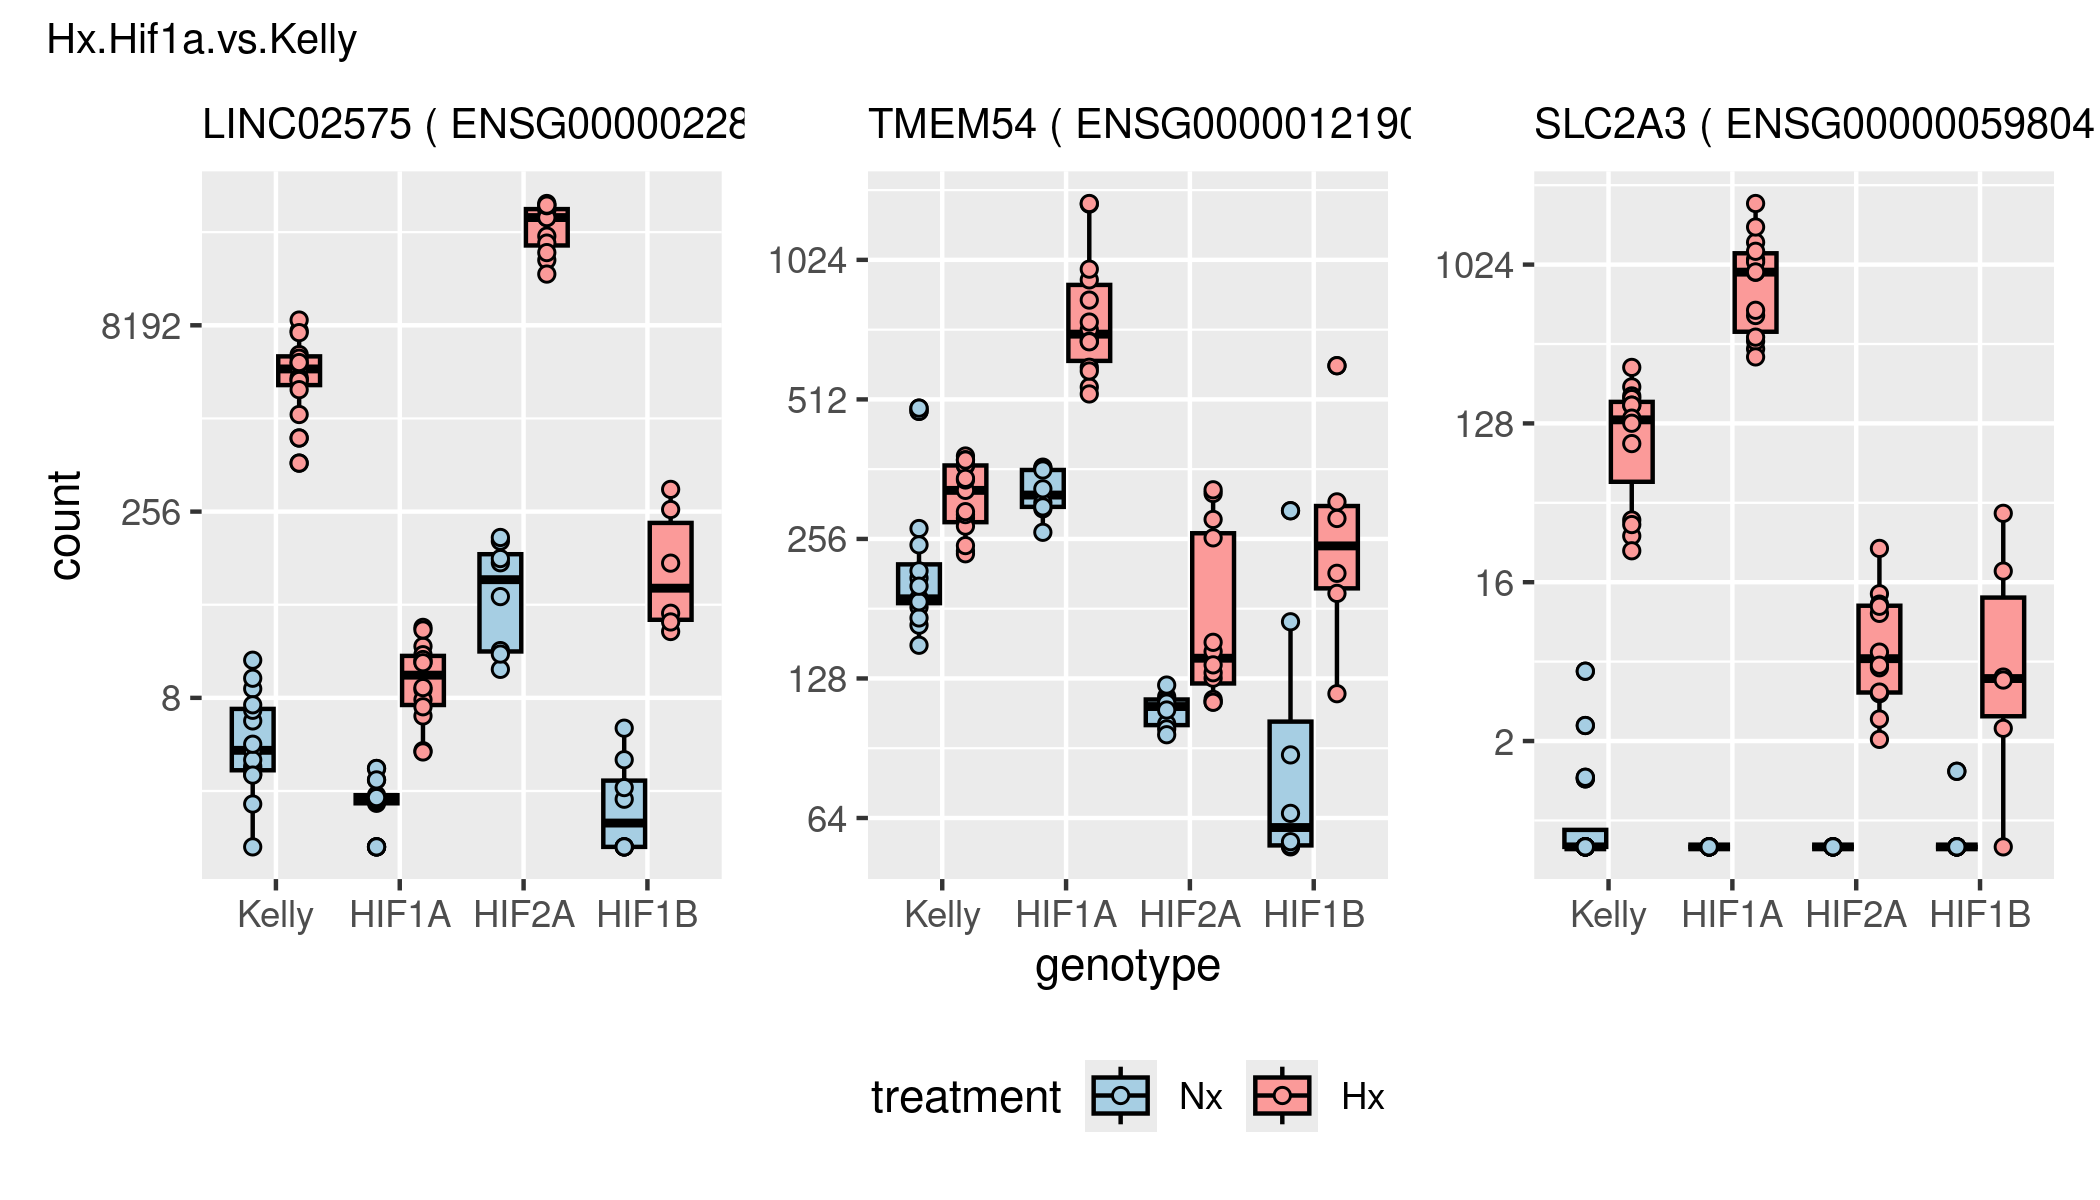 Hx.Hif1a.vs.Kelly
LINC02575 ( ENSG00000228
TMEM54 ( ENSG0000012190
SLC2A3 ( ENSG00000059804
count
8192
256
8
1024
512
256
128
64
1024
128
16
2
Kelly HIF1A HIF2A HIF1B
Kelly HIF1A HIF2A HIF1B
Kelly HIF1A HIF2A HIF1B
genotype
treatment Nx Hx